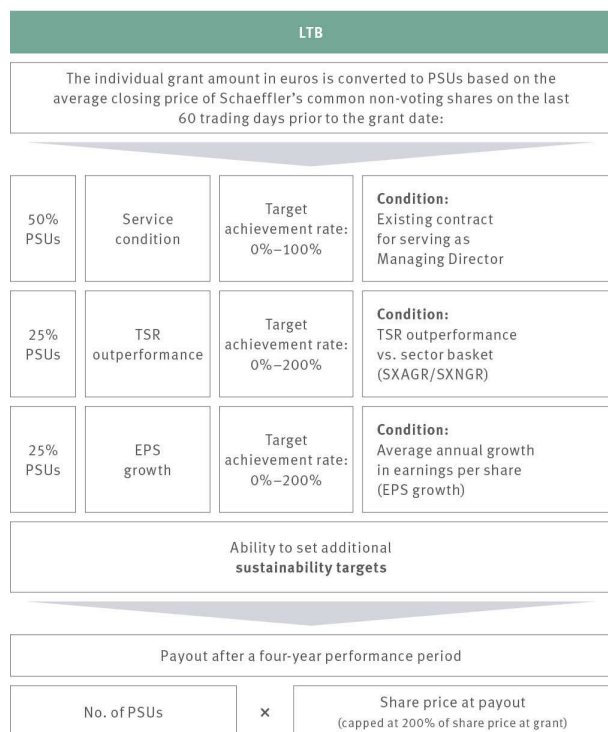 LTB
The individual grant amount in euros is converted to PSUs based on the
average closing price of Schaeffler's common non-voting shares on the last
60 trading days prior to the grant date:
50%
PSUs
Service
condition
Target
achievement rate:
0%–100%
Condition:
Existing contract
for serving as
Managing Director
25%
PSUs
TSR
outperformance
Target
achievement rate:
0%–200%
Condition:
TSR outperformance
vs. sector basket
(SXAGR/SXNGR)
25%
PSUs
EPS
growth
Target
achievement rate:
0%–200%
Condition:
Average annual growth
in earnings per share
(EPS growth)
Ability to set additional
sustainability targets
Payout after a four-year performance period
No. of PSUs
×
Share price at payout
(capped at 200% of share price at grant)